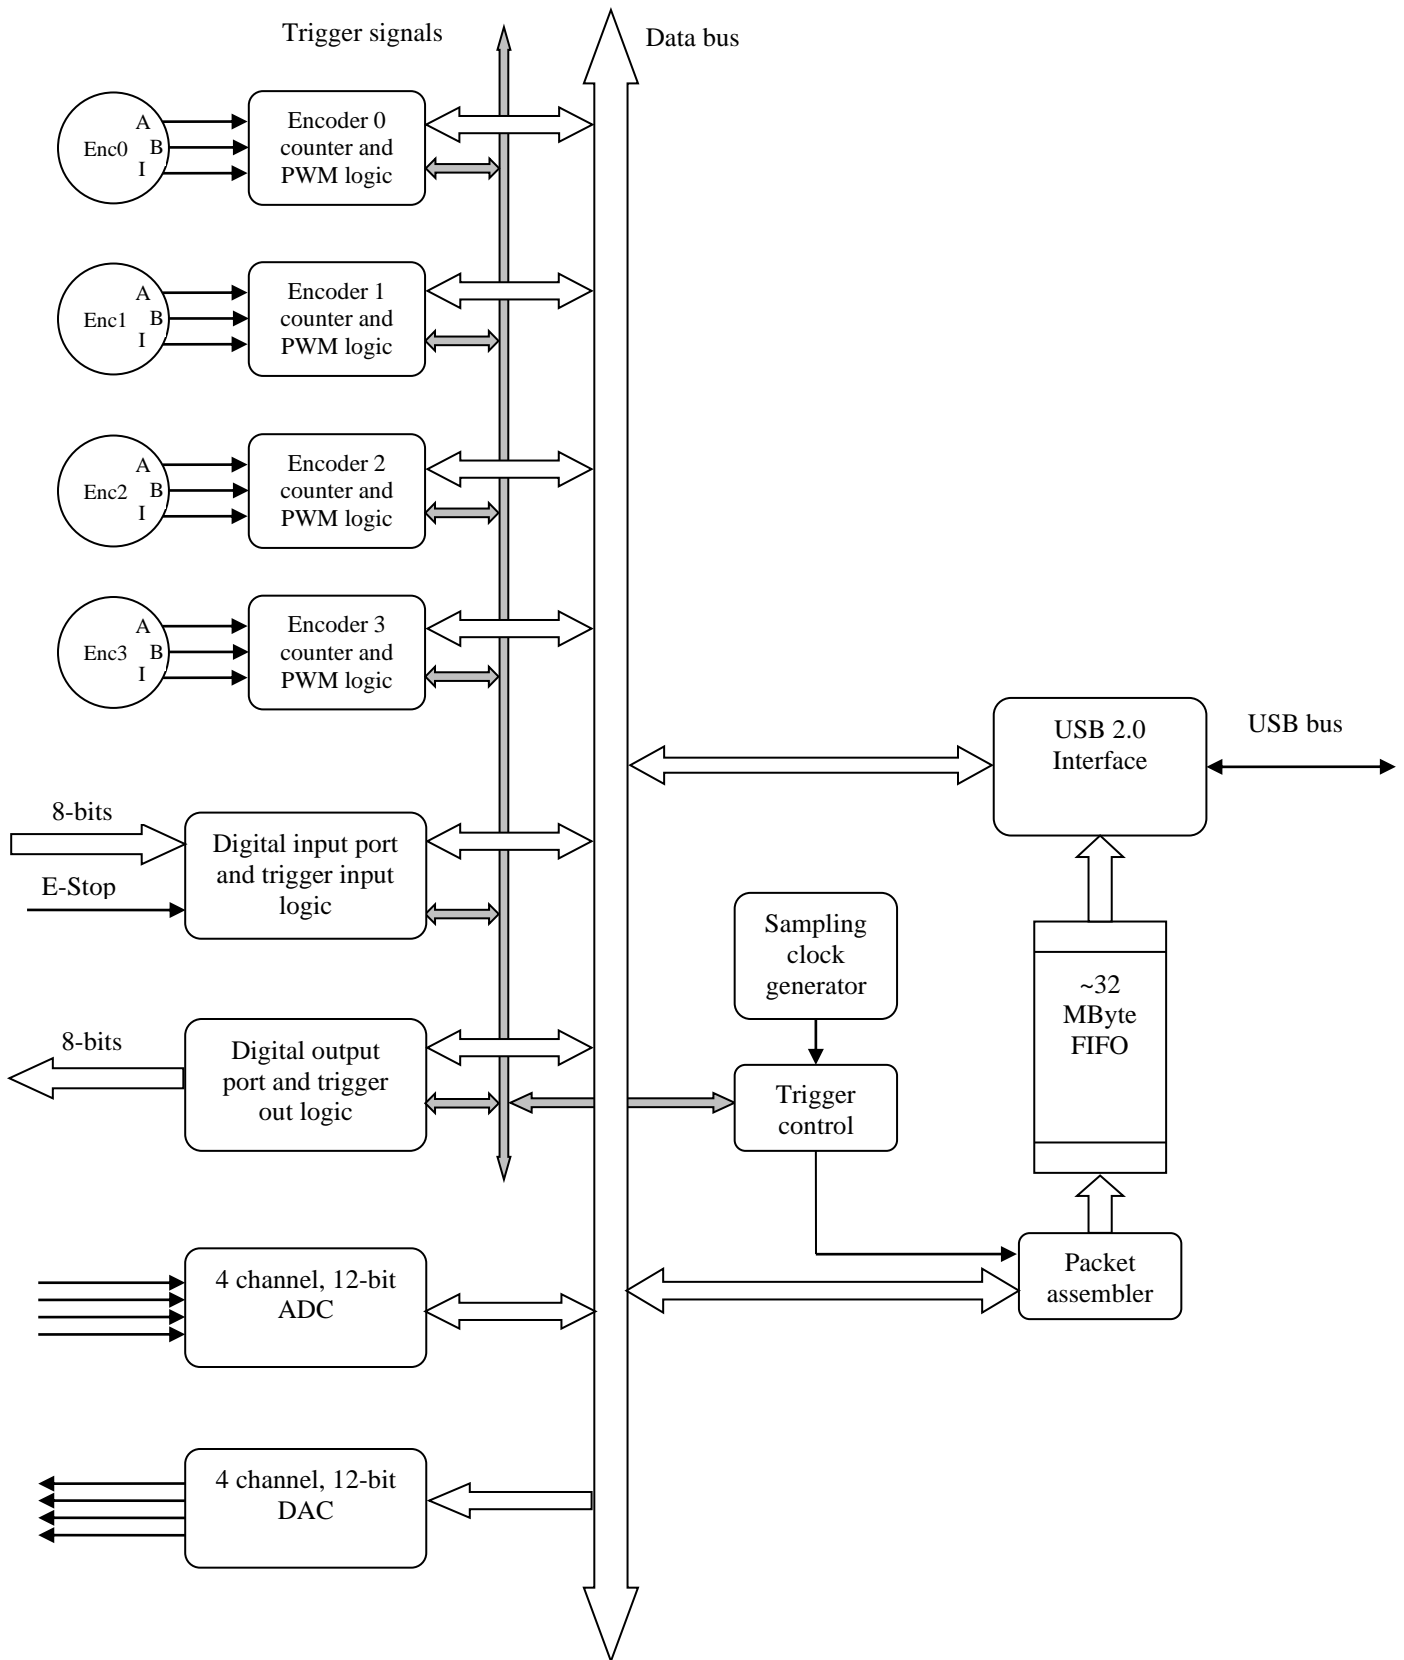 Trigger signals
Data bus
A
Enc0 B
I
Encoder 0
counter and
PWM logic
A
Enc1 B
I
Encoder 1
counter and
PWM logic
A
Enc2 B
I
Encoder 2
counter and
PWM logic
A
Enc3 B
I
Encoder 3
counter and
PWM logic
USB 2.0
Interface
USB bus
8-bits
E-Stop
Digital input port
and trigger input
logic
Sampling
clock
generator
~32
MByte
FIFO
8-bits
Digital output
port and trigger
out logic
Trigger
control
4 channel, 12-bit
ADC
Packet
assembler
4 channel, 12-bit
DAC